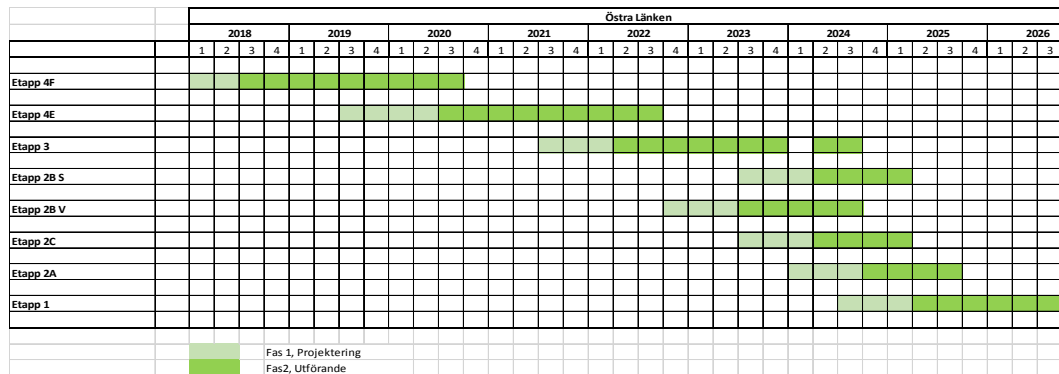 Östra Länken
2018 2019 2020 2021 2022 2023 2024 2025 2026
1 2 3 4 1 2 3 4 1 2 3 4 1 2 3 4 1 2 3 4 1 2 3 4 1 2 3 4 1 2 3 4 1 2 3
Etapp 4F
Etapp 4E
Etapp 3
Etapp 2B S
Etapp 2B V
Etapp 2C
Etapp 2A
Etapp 1
Fas 1, Projektering
Fas2, Utförande